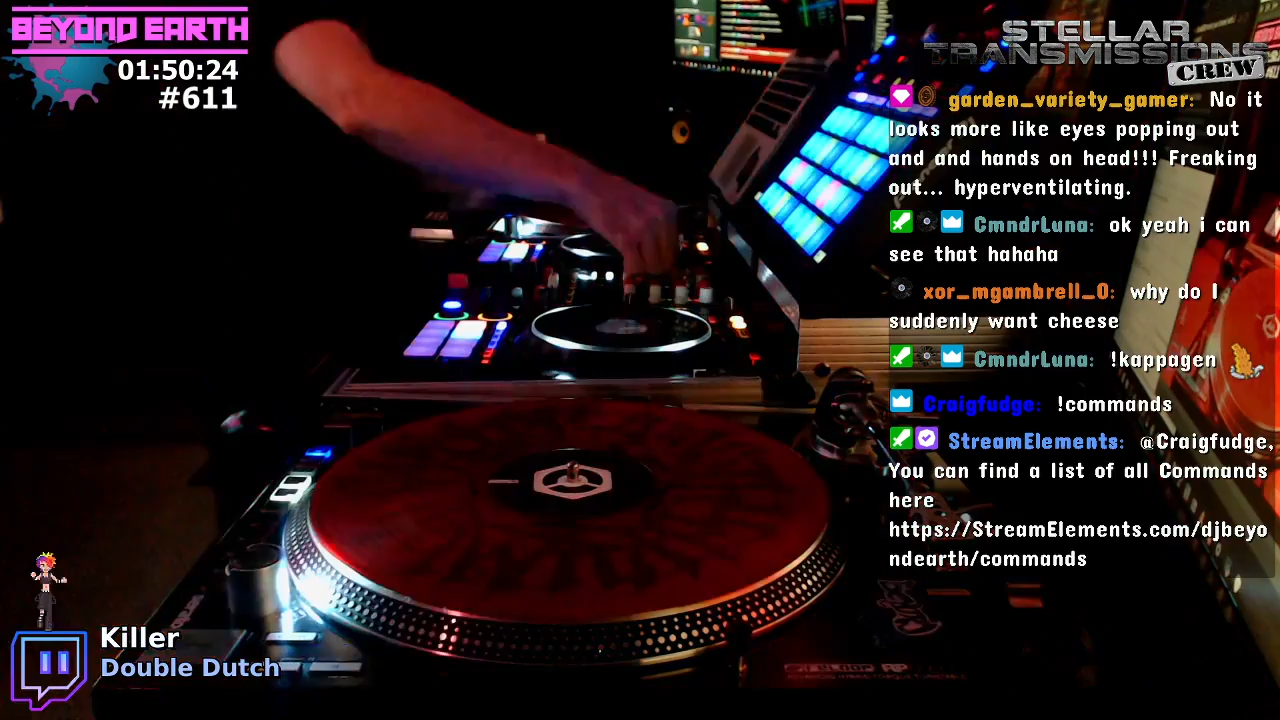 BEYOND EARTH
01:50:24
#611
STELLAR
TRANSMISSIONS
CREW
garden_variety_gamer: No it
looks more like eyes popping out
and and hands on head!!! Freaking
out... hyperventilating.
CmndrLuna: ok yeah i can
see that hahaha
xor_mgambrell_0: why do I
suddenly want cheese
CmndrLuna: !kappagen
Craigfudge: !commands
StreamElements: @Craigfudge,
You can find a list of all Commands
here
https://StreamElements.com/djbeyo
ndearth/commands
Killer
Double Dutch